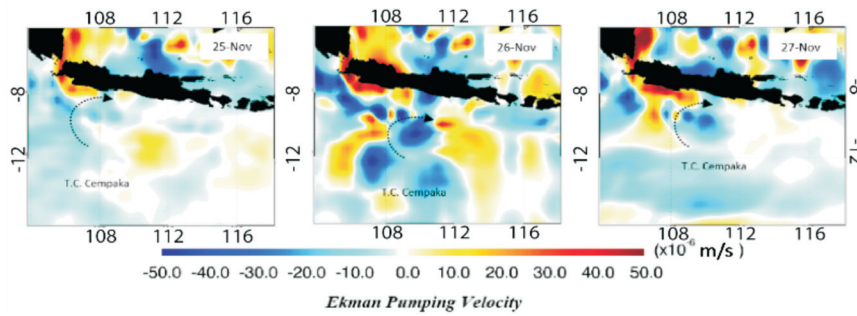 108 112 116 108 112 116 108 112 116
25-Nov 26-Nov 27-Nov
-8 -8 -8 -8
-12 -12 -12 -12
T.C. Cempaka T.C. Cempaka T.C. Cempaka
108 112 116 108 112 116 108 112 116
(x10⁻⁶ m/s)
-50.0 -40.0 -30.0 -20.0 -10.0 0.0 10.0 20.0 30.0 40.0 50.0
Ekman Pumping Velocity